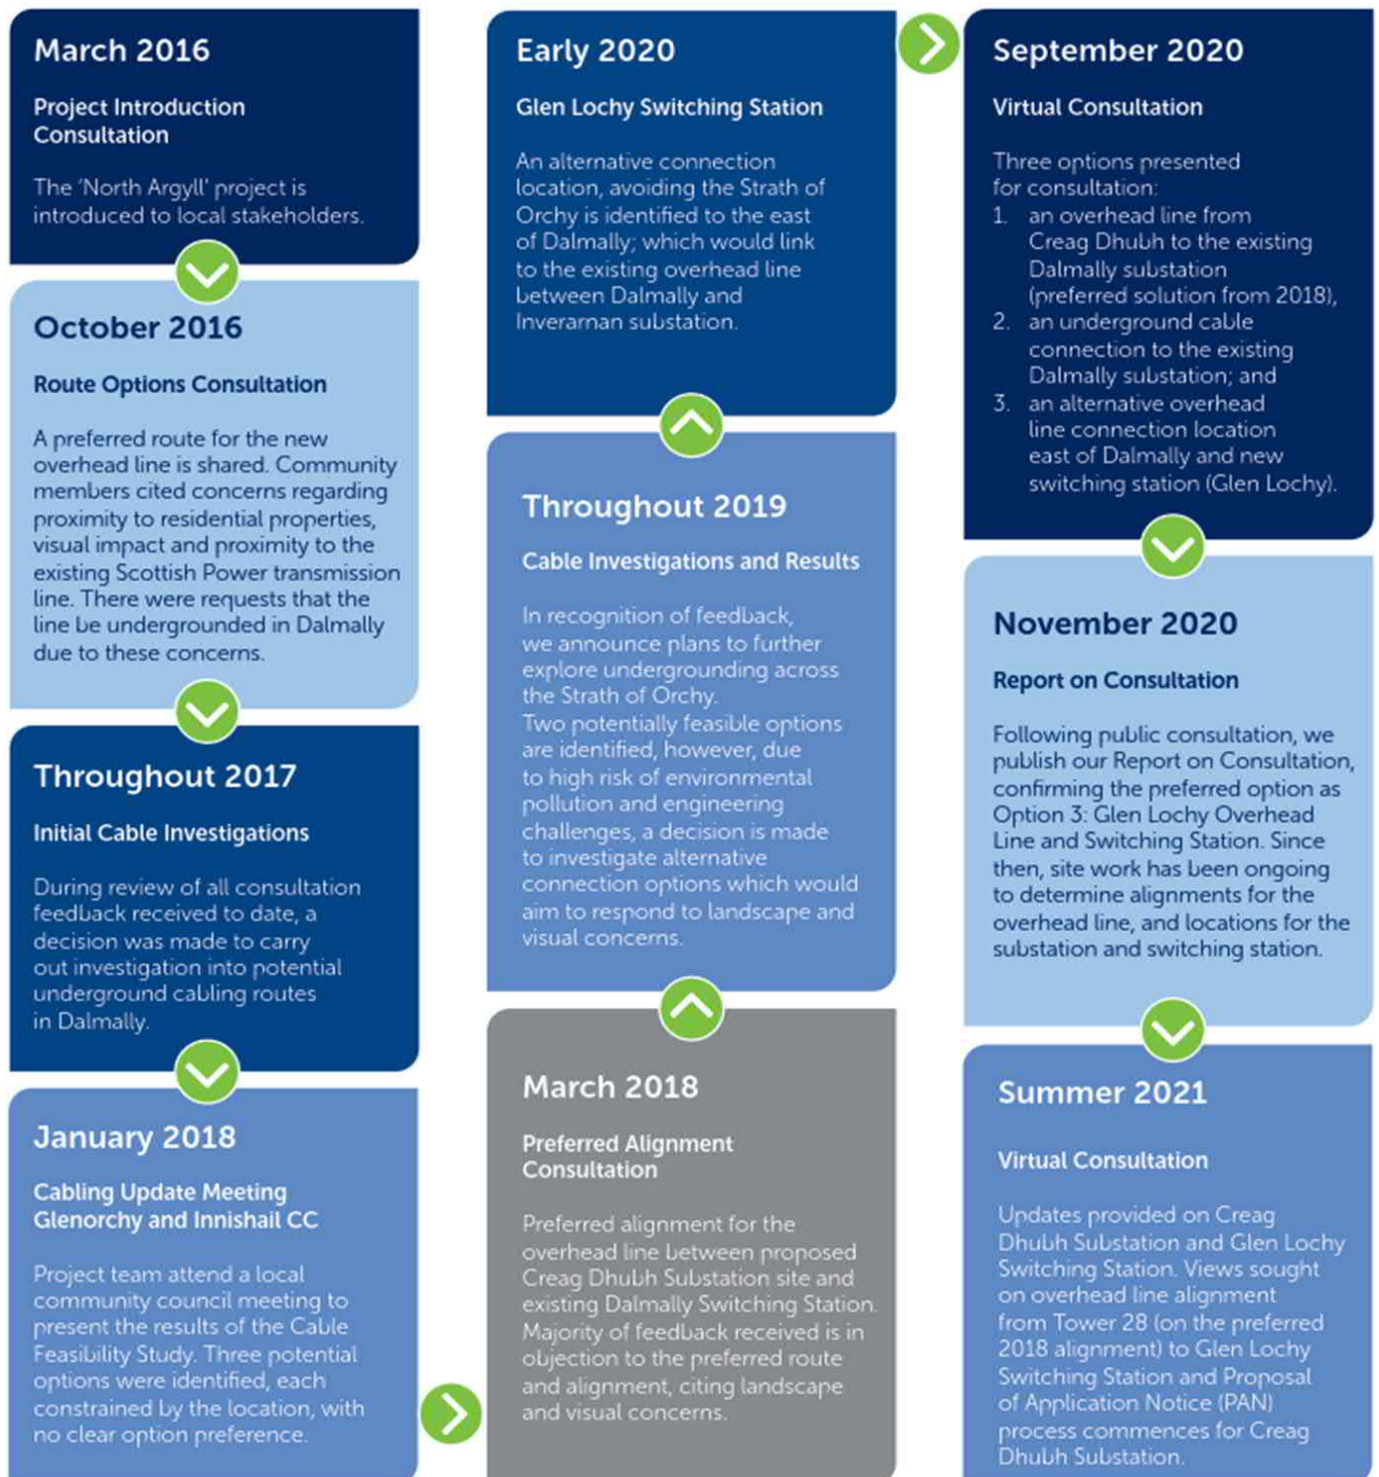 March 2016
Project Introduction
Consultation
The 'North Argyll' project is
introduced to local stakeholders.
October 2016
Route Options Consultation
A preferred route for the new
overhead line is shared. Community
members cited concerns regarding
proximity to residential properties,
visual impact and proximity to the
existing Scottish Power transmission
line. There were requests that the
line be undergrounded in Dalmally
due to these concerns.
Throughout 2017
Initial Cable Investigations
During review of all consultation
feedback received to date, a
decision was made to carry
out investigation into potential
underground cabling routes
in Dalmally.
January 2018
Cabling Update Meeting
Glenorchy and Innishail CC
Project team attend a local
community council meeting to
present the results of the Cable
Feasibility Study. Three potential
options were identified, each
constrained by the location, with
no clear option preference.
March 2018
Preferred Alignment
Consultation
Preferred alignment for the
overhead line between proposed
Creag Dhubh Substation site and
existing Dalmally Switching Station.
Majority of feedback received is in
objection to the preferred route
and alignment, citing landscape
and visual concerns.
Throughout 2019
Cable Investigations and Results
In recognition of feedback,
we announce plans to further
explore undergrounding across
the Strath of Orchy.
Two potentially feasible options
are identified, however, due
to high risk of environmental
pollution and engineering
challenges, a decision is made
to investigate alternative
connection options which would
aim to respond to landscape and
visual concerns.
Early 2020
Glen Lochy Switching Station
An alternative connection
location, avoiding the Strath of
Orchy is identified to the east
of Dalmally; which would link
to the existing overhead line
between Dalmally and
Inverarnan substation.
September 2020
Virtual Consultation
Three options presented
for consultation:
1. an overhead line from
Creag Dhubh to the existing
Dalmally substation
(preferred solution from 2018),
2. an underground cable
connection to the existing
Dalmally substation; and
3. an alternative overhead
line connection location
east of Dalmally and new
switching station (Glen Lochy).
November 2020
Report on Consultation
Following public consultation, we
publish our Report on Consultation,
confirming the preferred option as
Option 3: Glen Lochy Overhead
Line and Switching Station. Since
then, site work has been ongoing
to determine alignments for the
overhead line, and locations for the
substation and switching station.
Summer 2021
Virtual Consultation
Updates provided on Creag
Dhubh Substation and Glen Lochy
Switching Station. Views sought
on overhead line alignment
from Tower 28 (on the preferred
2018 alignment) to Glen Lochy
Switching Station and Proposal
of Application Notice (PAN)
process commences for Creag
Dhubh Substation.